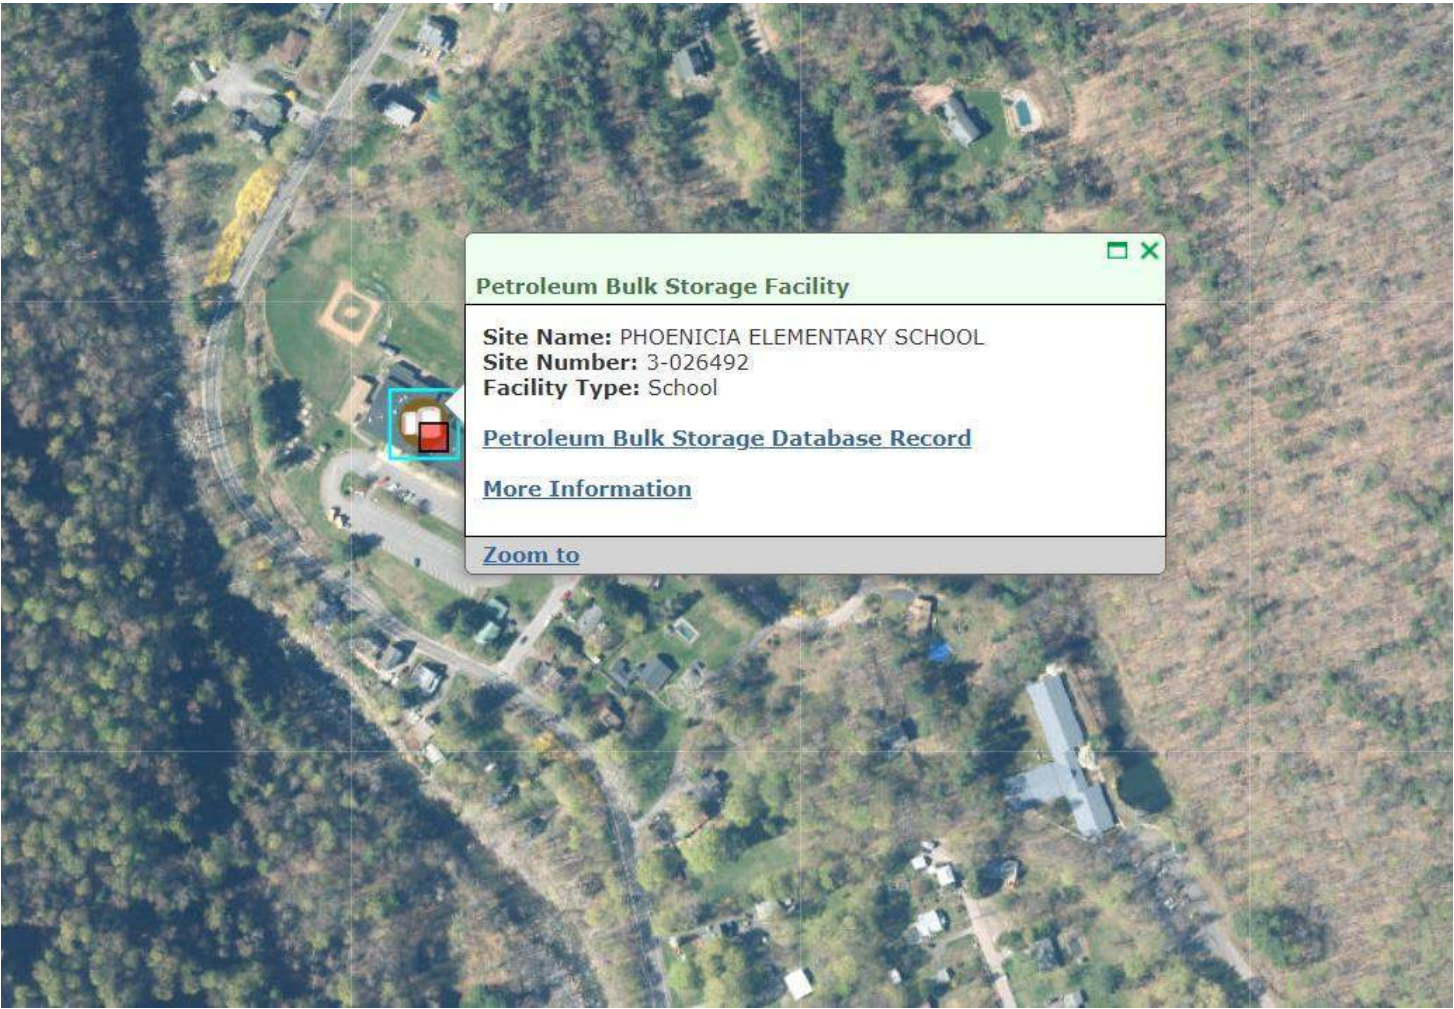 Petroleum Bulk Storage Facility
Site Name: PHOENICIA ELEMENTARY SCHOOL
Site Number: 3-026492
Facility Type: School
Petroleum Bulk Storage Database Record
More Information
Zoom to